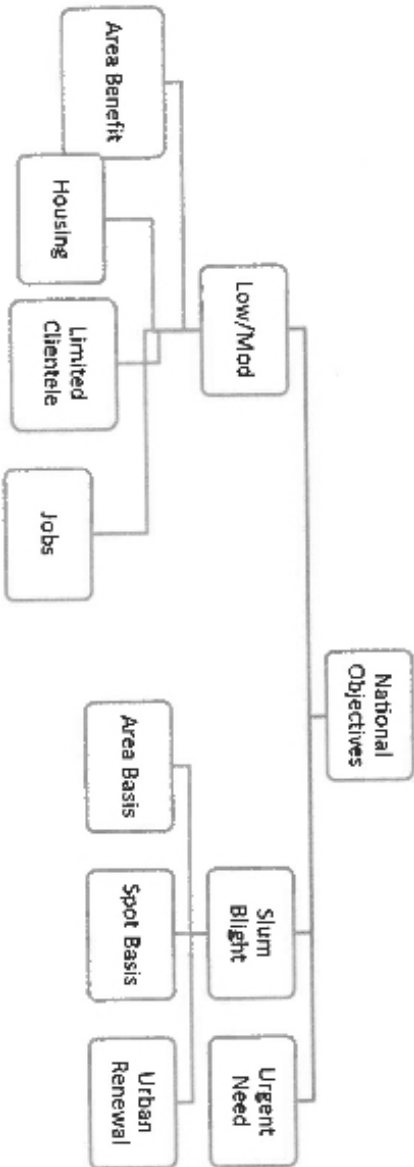 National
Objectives
Low/Mod
Slum
Blight
Urgent
Need
Area Benefit
Housing
Limited
Clientele
Jobs
Area Basis
Spot Basis
Urban
Renewal